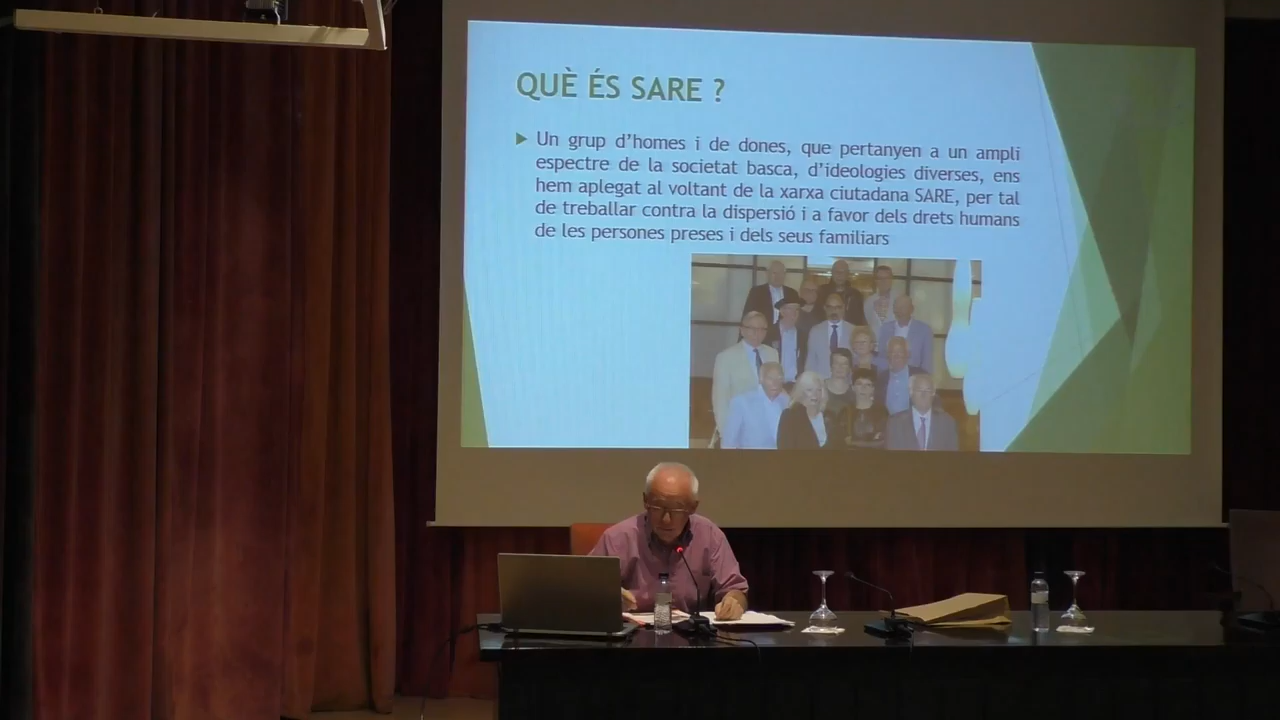 QUÈ ÉS SARE ?
Un grup d'homes i de dones, que pertanyen a un ampli
espectre de la societat basca, d'ideologies diverses, ens
hem aplegat al voltant de la xarxa ciutadana SARE, per tal
de treballar contra la dispersió i a favor dels drets humans
de les persones preses i dels seus familiars